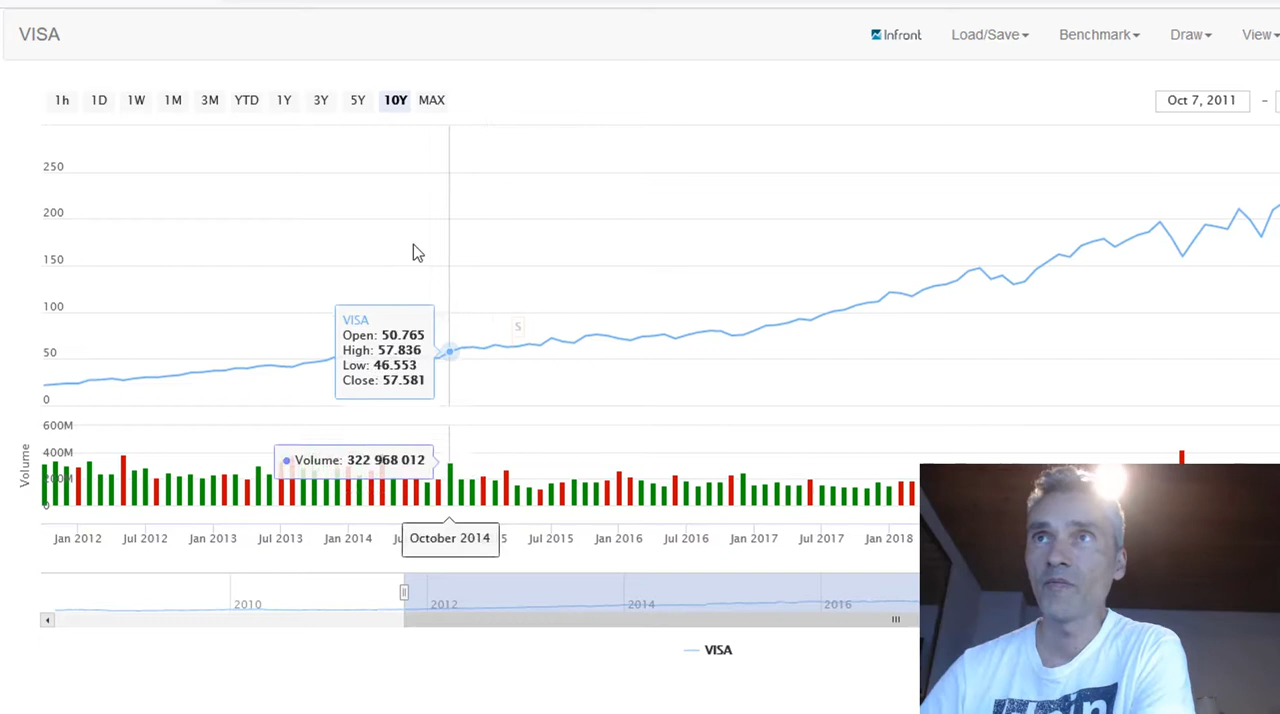 VISA
Infront
Load/Save
Benchmark
Draw
View
1h 1D 1W 1M 3M YTD 1Y 3Y 5Y 10Y MAX
Oct 7, 2011 –
250
200
150
100
50
0
S
VISA
Open: 50.765
High: 57.836
Low: 46.553
Close: 57.581
600M
400M
200M
0
Volume
Volume: 322 968 012
Jan 2012 Jul 2012 Jan 2013 Jul 2013 Jan 2014 October 2014 5 Jul 2015 Jan 2016 Jul 2016 Jan 2017 Jul 2017 Jan 2018
2010 2012 2014 2016
VISA